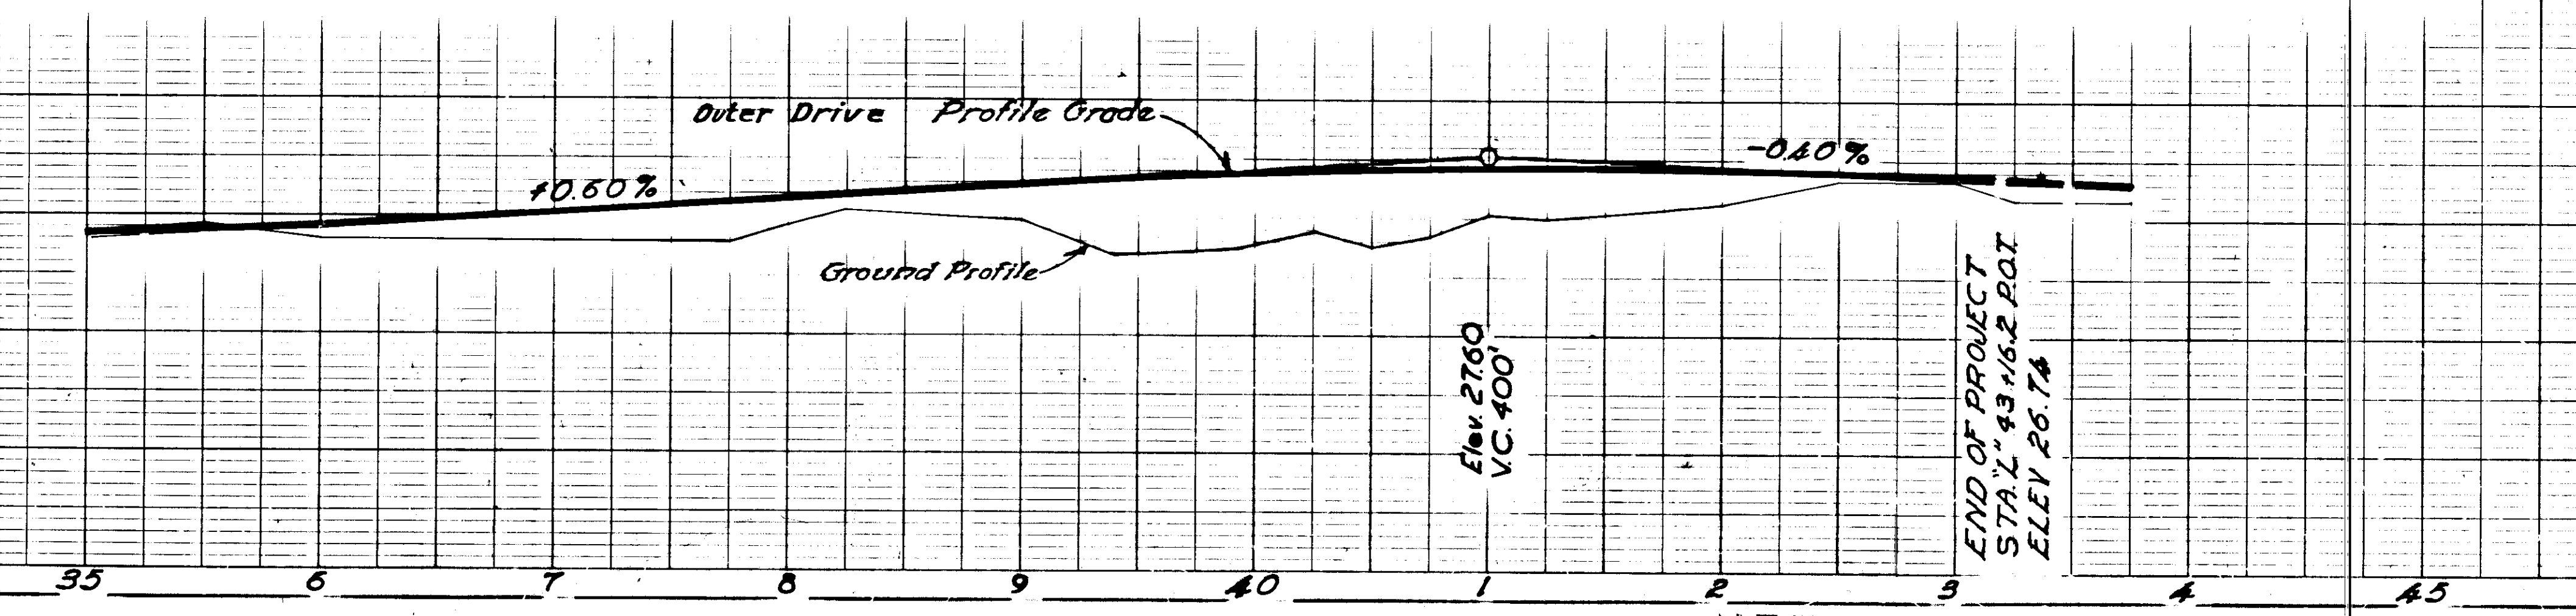 Outer Drive Profile Grade
-0.40%
+0.60%
Ground Profile
Elev. 27.60
V.C. 400'
END OF PROJECT
STA. "L" 43+16.2 P.O.T.
ELEV 26.74
35 6 7 8 9 40 1 2 3 4 45